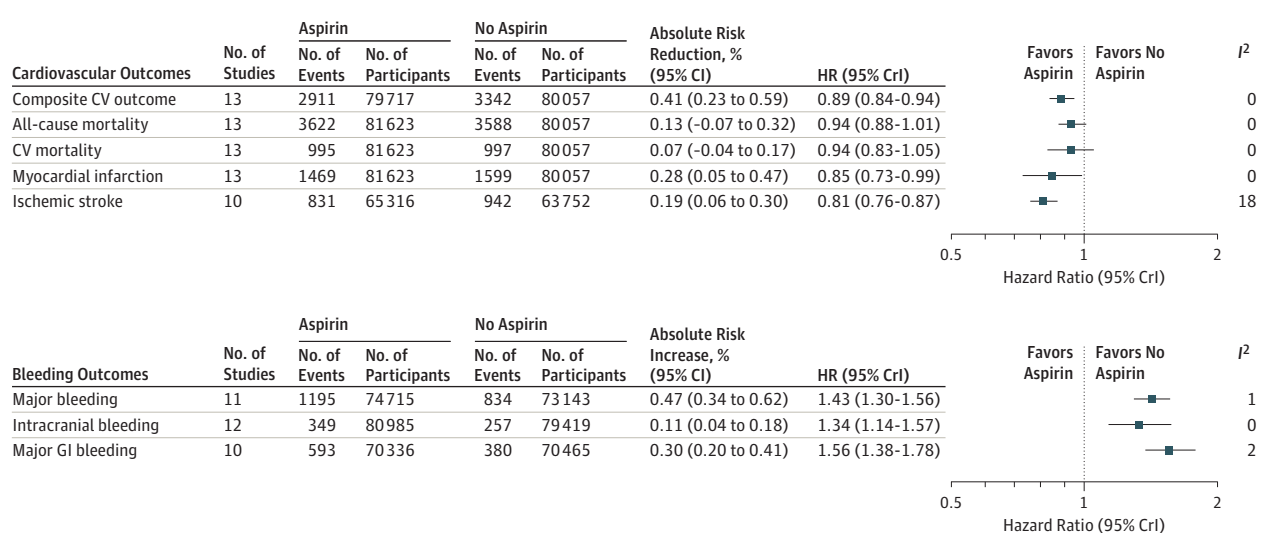 Aspirin No Aspirin Absolute Risk
No. of No. of No. of No. of No. of Reduction, % Favors Favors No I2
Cardiovascular Outcomes Studies Events Participants Events Participants (95% CI) HR (95% CrI) Aspirin Aspirin
Composite CV outcome 13 2911 79717 3342 80057 0.41 (0.23 to 0.59) 0.89 (0.84-0.94) 0
All-cause mortality 13 3622 81623 3588 80057 0.13 (-0.07 to 0.32) 0.94 (0.88-1.01) 0
CV mortality 13 995 81623 997 80057 0.07 (-0.04 to 0.17) 0.94 (0.83-1.05) 0
Myocardial infarction 13 1469 81623 1599 80057 0.28 (0.05 to 0.47) 0.85 (0.73-0.99) 0
Ischemic stroke 10 831 65316 942 63752 0.19 (0.06 to 0.30) 0.81 (0.76-0.87) 18
0.5 1 2
Hazard Ratio (95% CrI)
Aspirin No Aspirin Absolute Risk
No. of No. of No. of No. of No. of Increase, % Favors Favors No I2
Bleeding Outcomes Studies Events Participants Events Participants (95% CI) HR (95% CrI) Aspirin Aspirin
Major bleeding 11 1195 74715 834 73143 0.47 (0.34 to 0.62) 1.43 (1.30-1.56) 1
Intracranial bleeding 12 349 80985 257 79419 0.11 (0.04 to 0.18) 1.34 (1.14-1.57) 0
Major GI bleeding 10 593 70336 380 70465 0.30 (0.20 to 0.41) 1.56 (1.38-1.78) 2
0.5 1 2
Hazard Ratio (95% CrI)